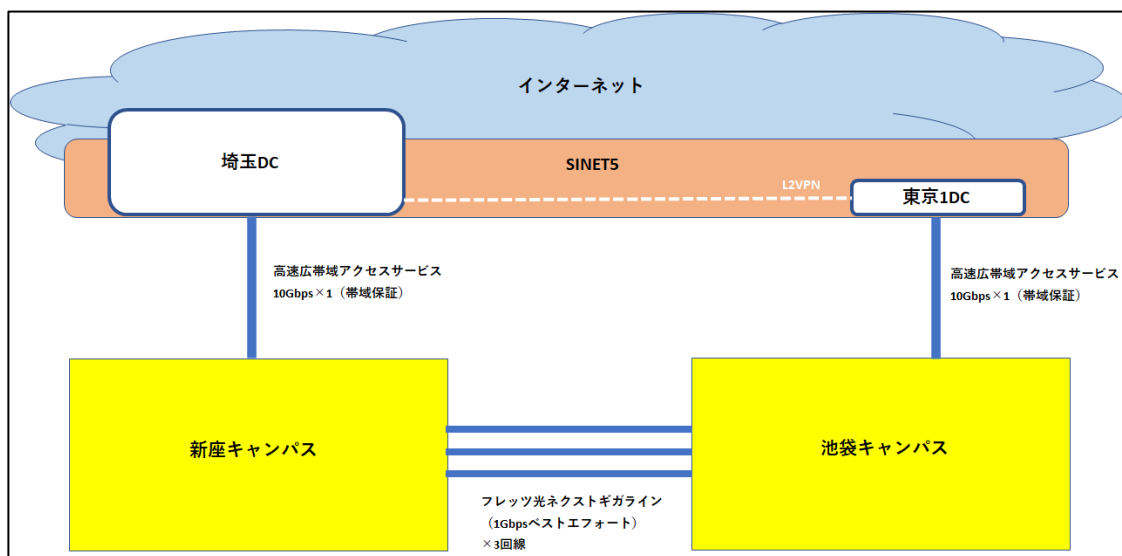 インターネット
埼玉DC
SINET5
L2VPN
東京1DC
高速広帯域アクセスサービス
10Gbps×1（帯域保証）
高速広帯域アクセスサービス
10Gbps×1（帯域保証）
新座キャンパス
池袋キャンパス
フレッツ光ネクストギガライン
（1Gbpsベストエフォート）
×3回線